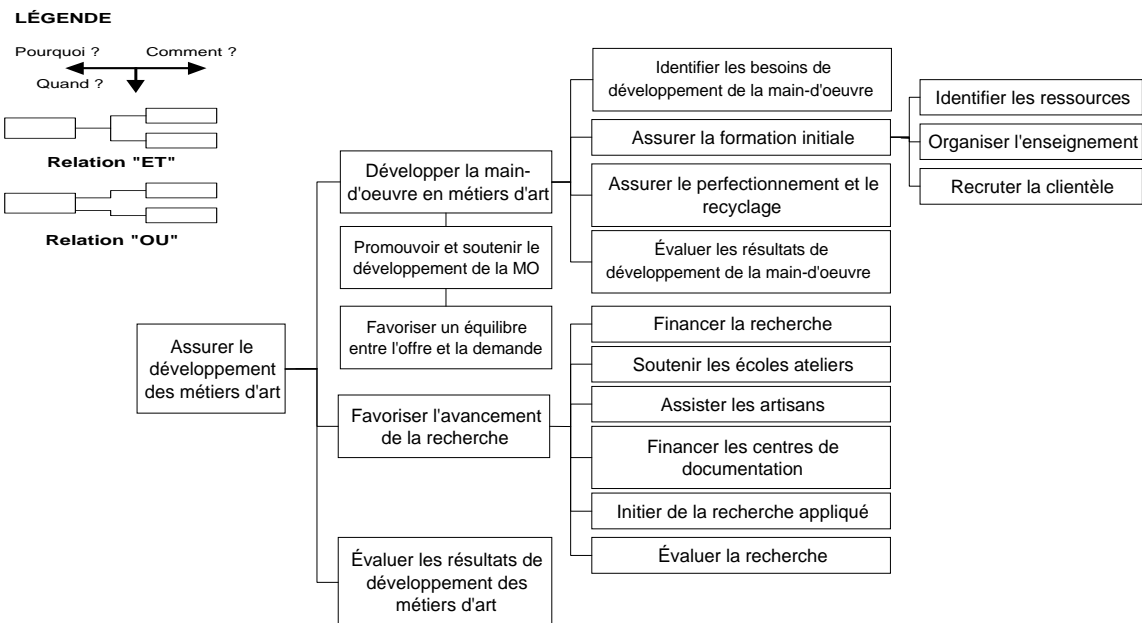 LÉGENDE
Pourquoi ?
Comment ?
Quand ?
Relation "ET"
Relation "OU"
Assurer le
développement
des métiers d'art
Développer la main-
d'oeuvre en métiers d'art
Promouvoir et soutenir le
développement de la MO
Favoriser un équilibre
entre l'offre et la demande
Favoriser l'avancement
de la recherche
Évaluer les résultats de
développement des
métiers d'art
Identifier les besoins de
développement de la main-d'oeuvre
Assurer la formation initiale
Assurer le perfectionnement et le
recyclage
Évaluer les résultats de
développement de la main-d'oeuvre
Financer la recherche
Soutenir les écoles ateliers
Assister les artisans
Financer les centres de
documentation
Initier de la recherche appliqué
Évaluer la recherche
Identifier les ressources
Organiser l'enseignement
Recruter la clientèle